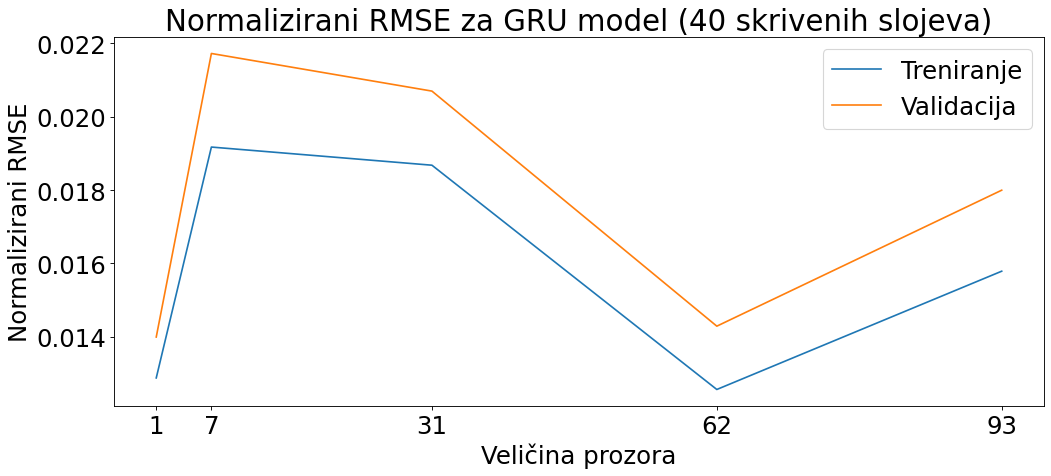 Normalizirani RMSE za GRU model (40 skrivenih slojeva)
Treniranje
Validacija
Normalizirani RMSE
0.022
0.020
0.018
0.016
0.014
1 7 31 62 93
Veličina prozora